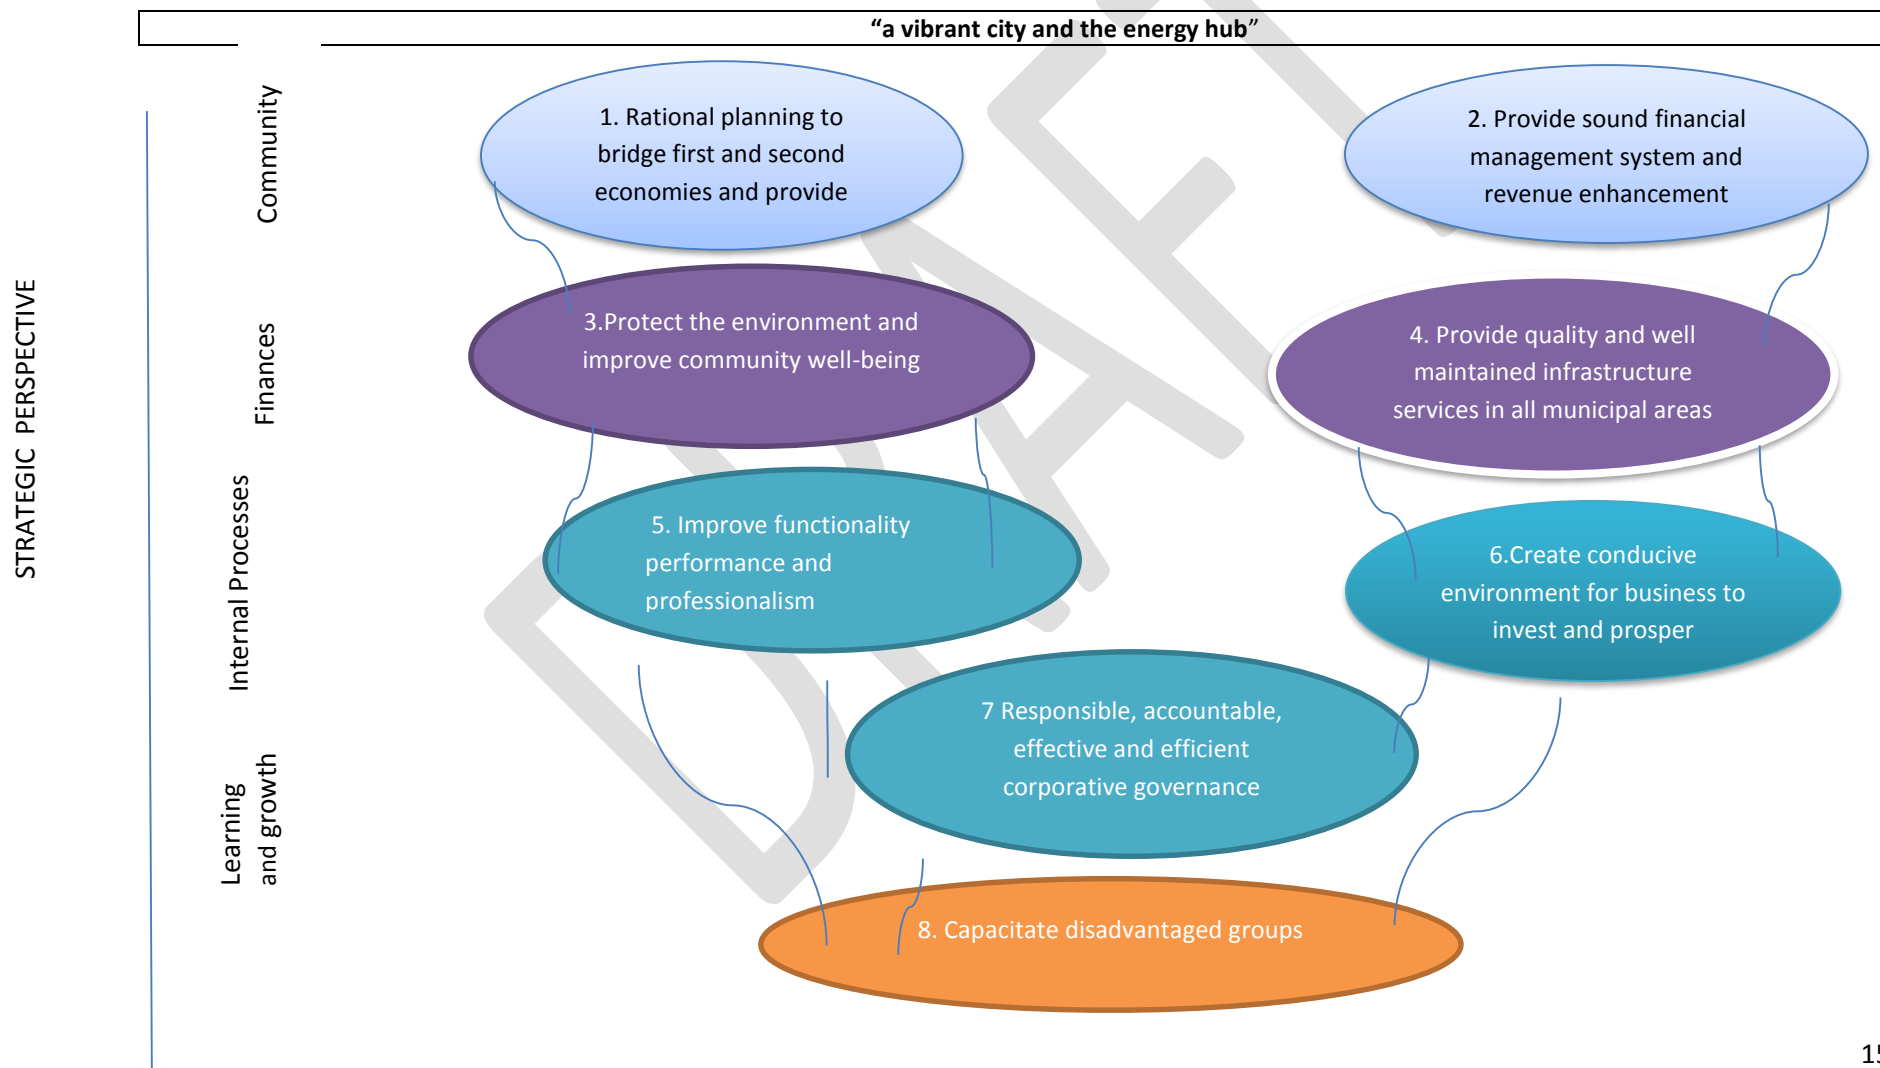 “a vibrant city and the energy hub”
STRATEGIC PERSPECTIVE
Community
1. Rational planning to
bridge first and second
economies and provide
2. Provide sound financial
management system and
revenue enhancement
Finances
3.Protect the environment and
improve community well-being
4. Provide quality and well
maintained infrastructure
services in all municipal areas
Internal Processes
5. Improve functionality
performance and
professionalism
6.Create conducive
environment for business to
invest and prosper
7 Responsible, accountable,
effective and efficient
corporative governance
Learning
and growth
8. Capacitate disadvantaged groups
DRAFT